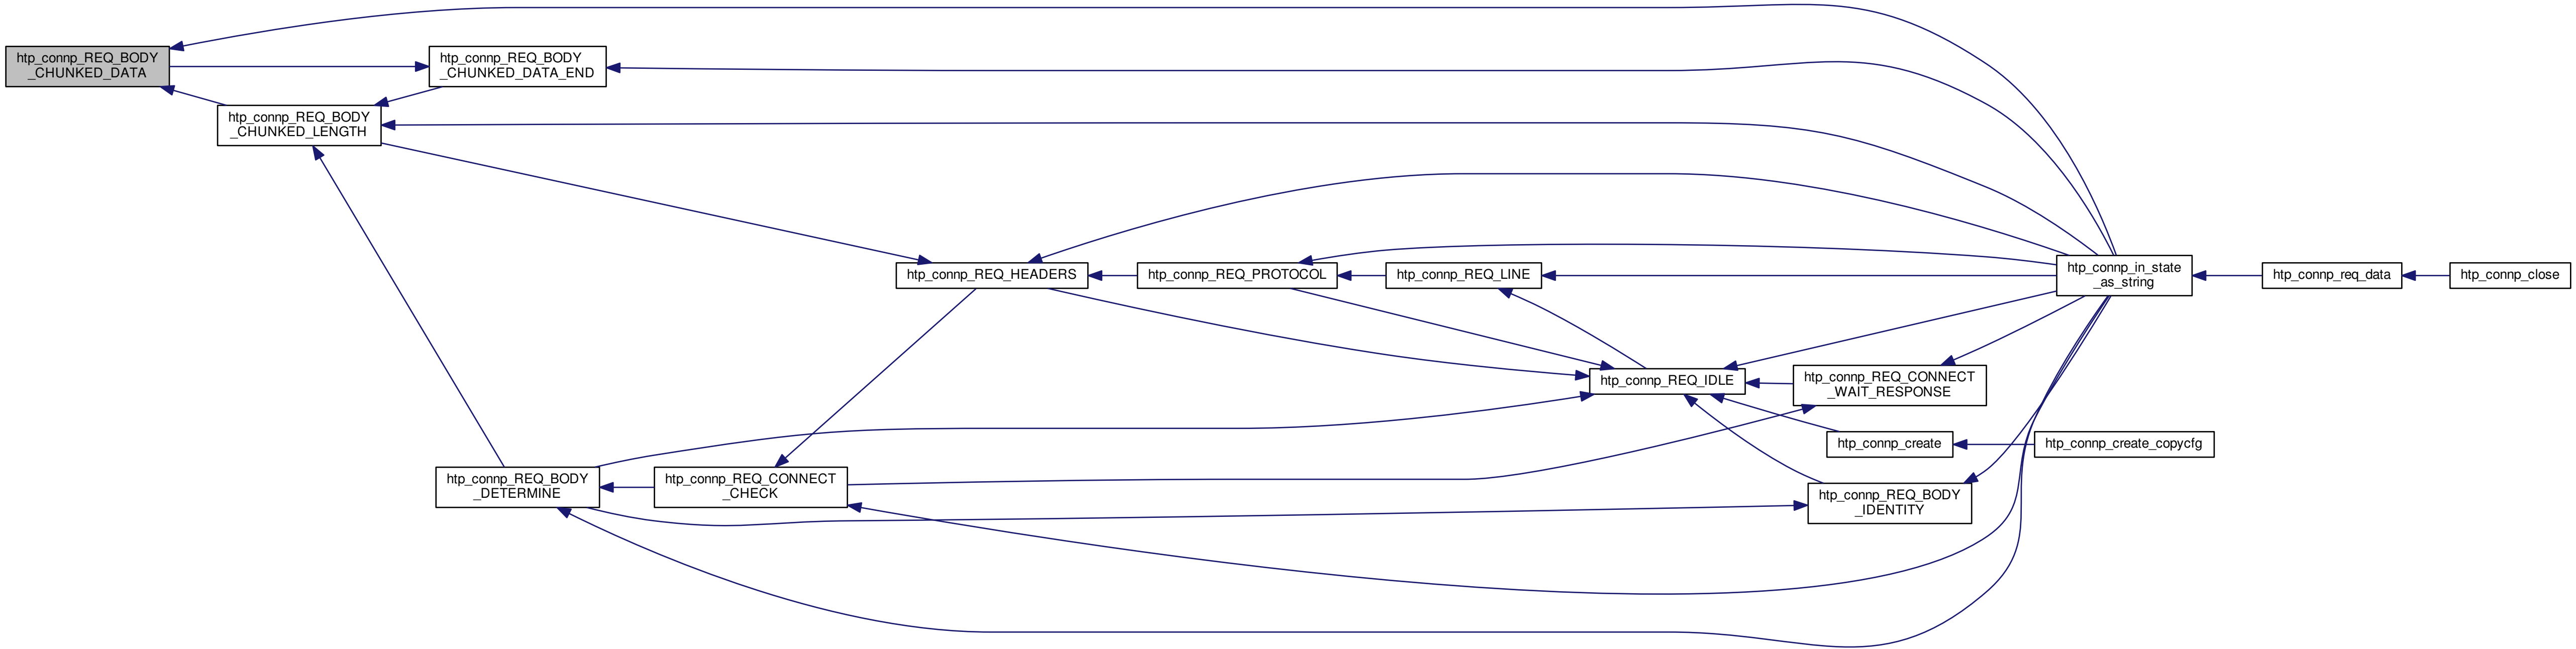 htp_connp_REQ_BODY
_CHUNKED_DATA
htp_connp_REQ_BODY
_CHUNKED_DATA_END
htp_connp_REQ_BODY
_CHUNKED_LENGTH
htp_connp_REQ_HEADERS
htp_connp_REQ_PROTOCOL
htp_connp_REQ_LINE
htp_connp_in_state
_as_string
htp_connp_req_data
htp_connp_close
htp_connp_REQ_IDLE
htp_connp_REQ_CONNECT
_WAIT_RESPONSE
htp_connp_create
htp_connp_create_copycfg
htp_connp_REQ_BODY
_DETERMINE
htp_connp_REQ_CONNECT
_CHECK
htp_connp_REQ_BODY
_IDENTITY